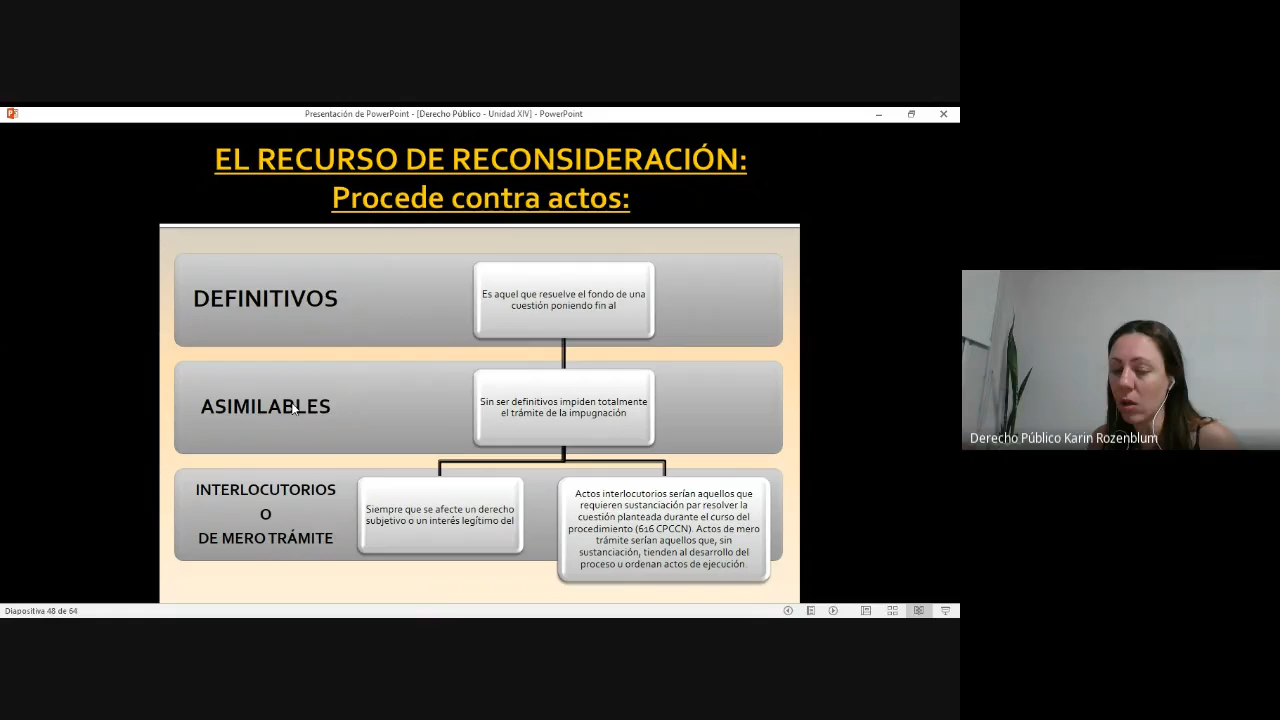 Presentación de PowerPoint - [Derecho Público - Unidad XIV] - PowerPoint
EL RECURSO DE RECONSIDERACIÓN:
Procede contra actos:
DEFINITIVOS
Es aquel que resuelve el fondo de una
cuestión poniendo fin al
ASIMILABLES
Sin ser definitivos impiden totalmente
el trámite de la impugnación
INTERLOCUTORIOS
O
DE MERO TRÁMITE
Siempre que se afecte un derecho
subjetivo o un interés legítimo del
Actos interlocutorios serían aquellos que
requieren sustanciación par resolver la
cuestión planteada durante el curso del
procedimiento (616 CPCCN). Actos de mero
trámite serían aquellos que, sin
sustanciación, tienden al desarrollo del
proceso u ordenan actos de ejecución.
Diapositiva 48 de 64
Derecho Público Karin Rozenblum